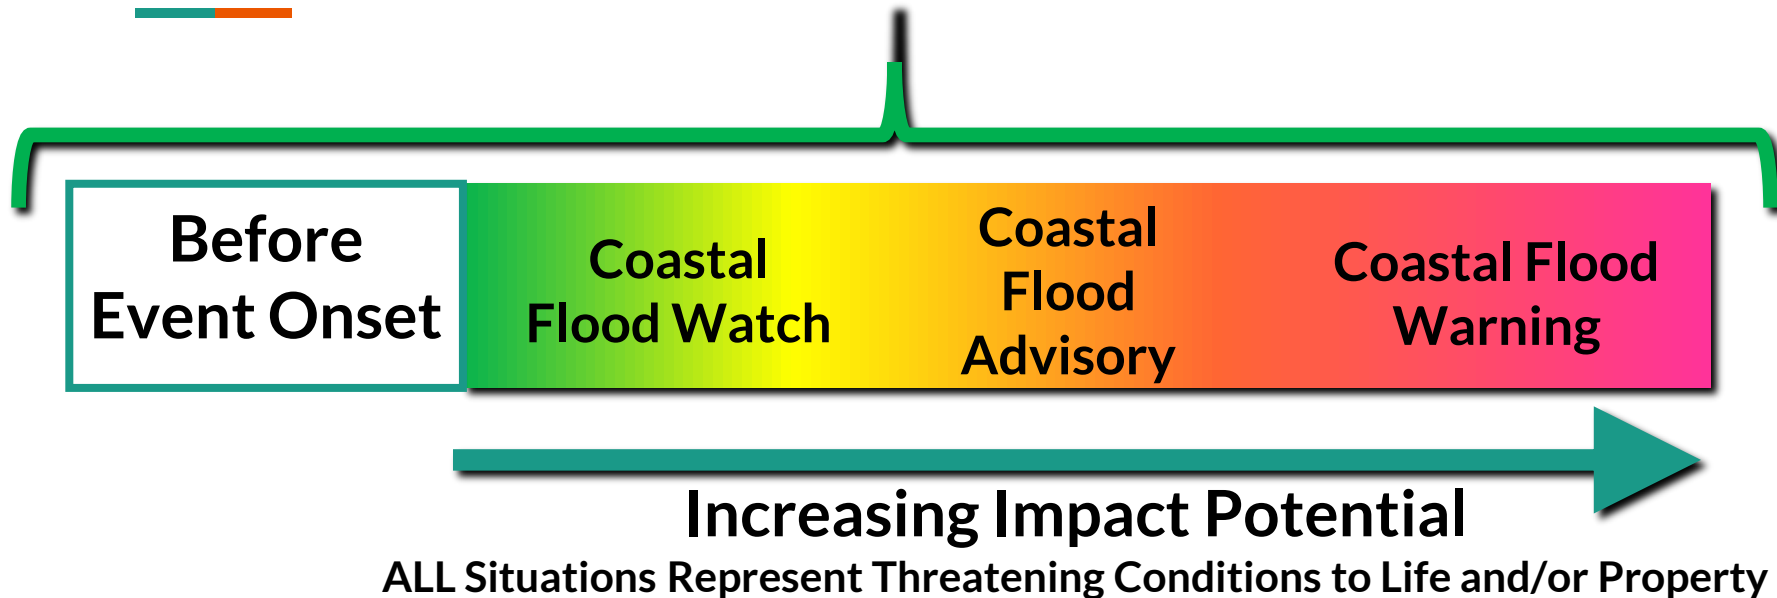 Before
Event Onset
Coastal
Flood Watch
Coastal
Flood
Advisory
Coastal Flood
Warning
Increasing Impact Potential
ALL Situations Represent Threatening Conditions to Life and/or Property